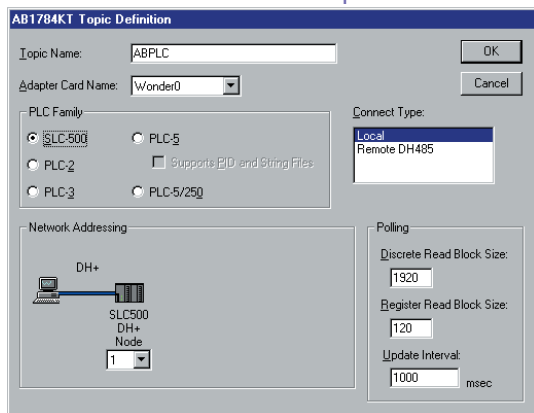 AB1784KT Topic Definition
Topic Name: ABPLC OK
Adapter Card Name: Wonder0 Cancel
PLC Family
SLC-500 PLC-5
PLC-2 Supports PID and String Files
PLC-3 PLC-5/250
Connect Type:
Local
Remote DH485
Network Addressing
DH+
SLC500
DH+
Node
1
Polling
Discrete Read Block Size:
1920
Register Read Block Size:
120
Update Interval:
1000 msec